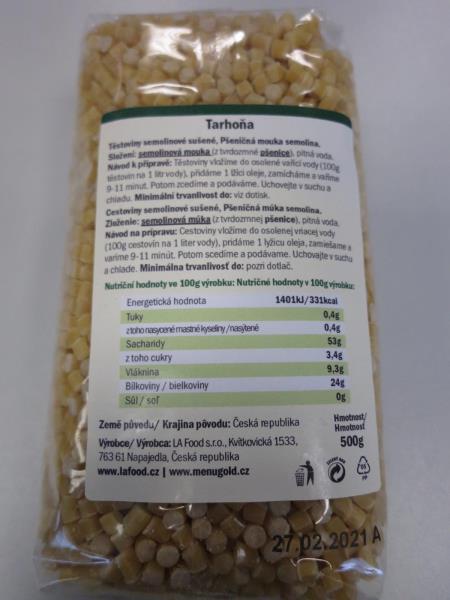 Tarhoňa
Těstoviny semolinové sušené, Pšeničná mouka semolina.
Složení: semolinová mouka (z tvrdozrnné pšenice), pitná voda.
Návod k přípravě: Těstoviny vložíme do osolené vařící vody (100g
těstovin na 1 litr vody), přidáme 1 lžíci oleje, zamícháme a vaříme
9-11 minut. Potom scedíme a podáváme. Uchovejte v suchu a
chladu. Minimální trvanlivost do: viz dotisk.
Cestoviny semolinové sušené, Pšeničná múka semolina.
Zloženie: semolinová múka (z tvrdozrnnej pšenice), pitná voda.
Návod na prípravu: Cestoviny vložíme do osolenej vriacej vody
(100g cestovín na 1 liter vody), pridáme 1 lyžicu oleja, zamiešame a
varíme 9-11 minút. Potom scedíme a podávame. Uchovajte v suchu
a chlade. Minimálna trvanlivosť do: pozri dotlač.
Nutriční hodnoty ve 100g výrobku: Nutričné hodnoty v 100g výrobku:
Energetická hodnota 1401kJ/331kcal
Tuky 0,4g
z toho nasycené mastné kyseliny/nasýtené 0,4g
Sacharidy 53g
z toho cukry 3,4g
Vláknina 9,3g
Bílkoviny / bielkoviny 24g
Sůl / soľ 0g
Země původu/ Krajina pôvodu: Česká republika
Výrobce/ Výrobca: LA Food s.r.o., Kvítkovická 1533,
763 61 Napajedla, Česká republika
www.lafood.cz | www.menugold.cz
Hmotnost/
Hmotnosť
500g
05
PP
27.02.2021 A